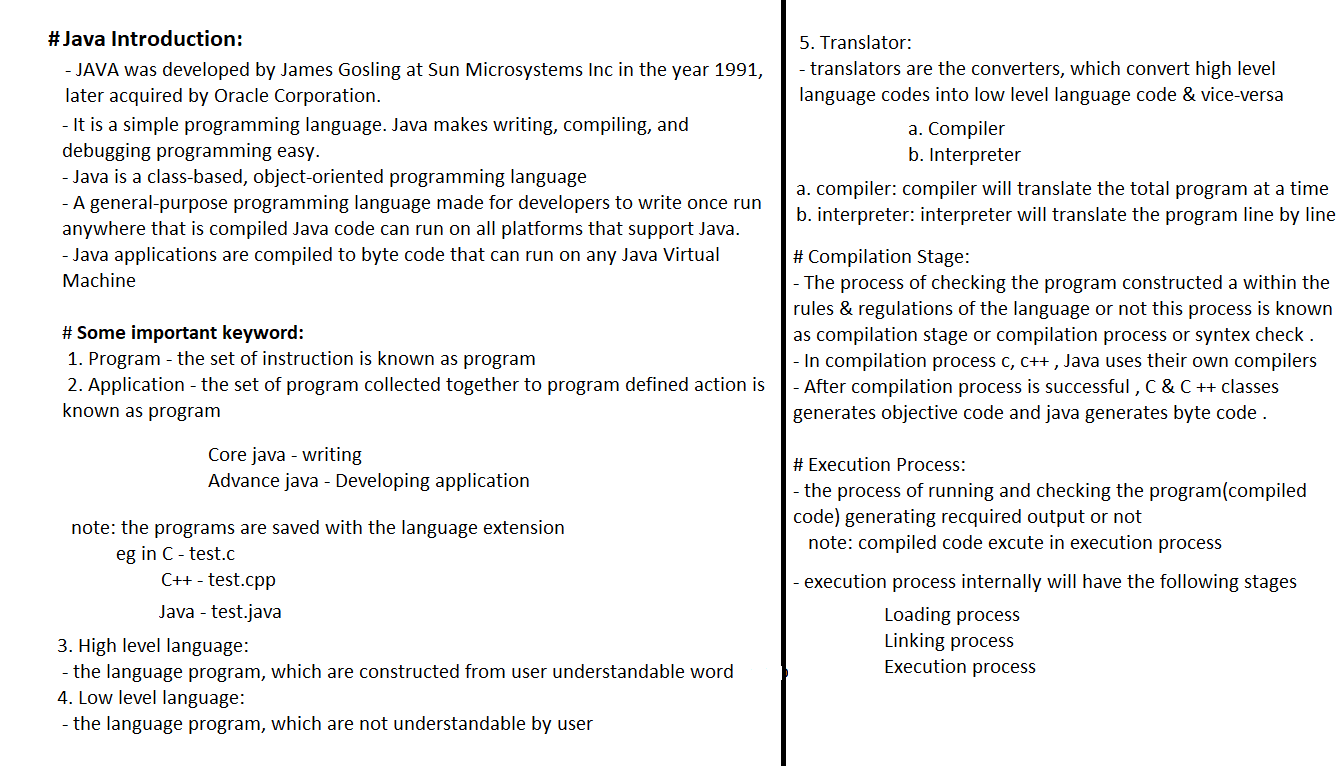 # Java Introduction:
- JAVA was developed by James Gosling at Sun Microsystems Inc in the year 1991,
later acquired by Oracle Corporation.
- It is a simple programming language. Java makes writing, compiling, and
debugging programming easy.
- Java is a class-based, object-oriented programming language
- A general-purpose programming language made for developers to write once run
anywhere that is compiled Java code can run on all platforms that support Java.
- Java applications are compiled to byte code that can run on any Java Virtual
Machine
# Some important keyword:
1. Program - the set of instruction is known as program
2. Application - the set of program collected together to program defined action is
known as program
Core java - writing
Advance java - Developing application
note: the programs are saved with the language extension
eg in C - test.c
C++ - test.cpp
Java - test.java
3. High level language:
- the language program, which are constructed from user understandable word
4. Low level language:
- the language program, which are not understandable by user
5. Translator:
- translators are the converters, which convert high level
language codes into low level language code & vice-versa
a. Compiler
b. Interpreter
a. compiler: compiler will translate the total program at a time
b. interpreter: interpreter will translate the program line by line
# Compilation Stage:
- The process of checking the program constructed a within the
rules & regulations of the language or not this process is known
as compilation stage or compilation process or syntex check .
- In compilation process c, c++ , Java uses their own compilers
- After compilation process is successful , C & C ++ classes
generates objective code and java generates byte code .
# Execution Process:
- the process of running and checking the program(compiled
code) generating recquired output or not
note: compiled code excute in execution process
- execution process internally will have the following stages
Loading process
Linking process
Execution process